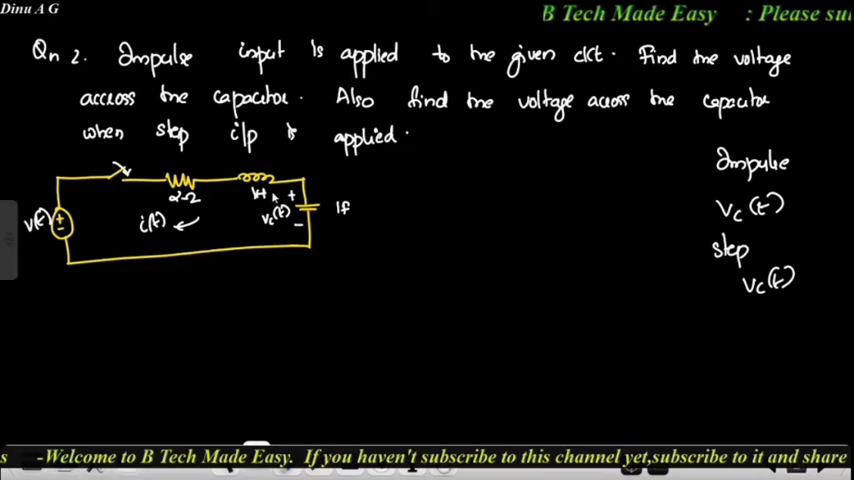 Dinu A G
B Tech Made Easy : Please su
Qn 2. Impulse input is applied to the given ckt. Find the voltage
accross the capacitor. Also find the voltage across the capacitor
when step i/p is applied.
Impulse
Vc(t)
step
Vc(t)
V(t) + -
i(t)
2Ω
1H
+ Vc(t) -
1F
s -Welcome to B Tech Made Easy. If you haven't subscribe to this channel yet,subscribe to it and share